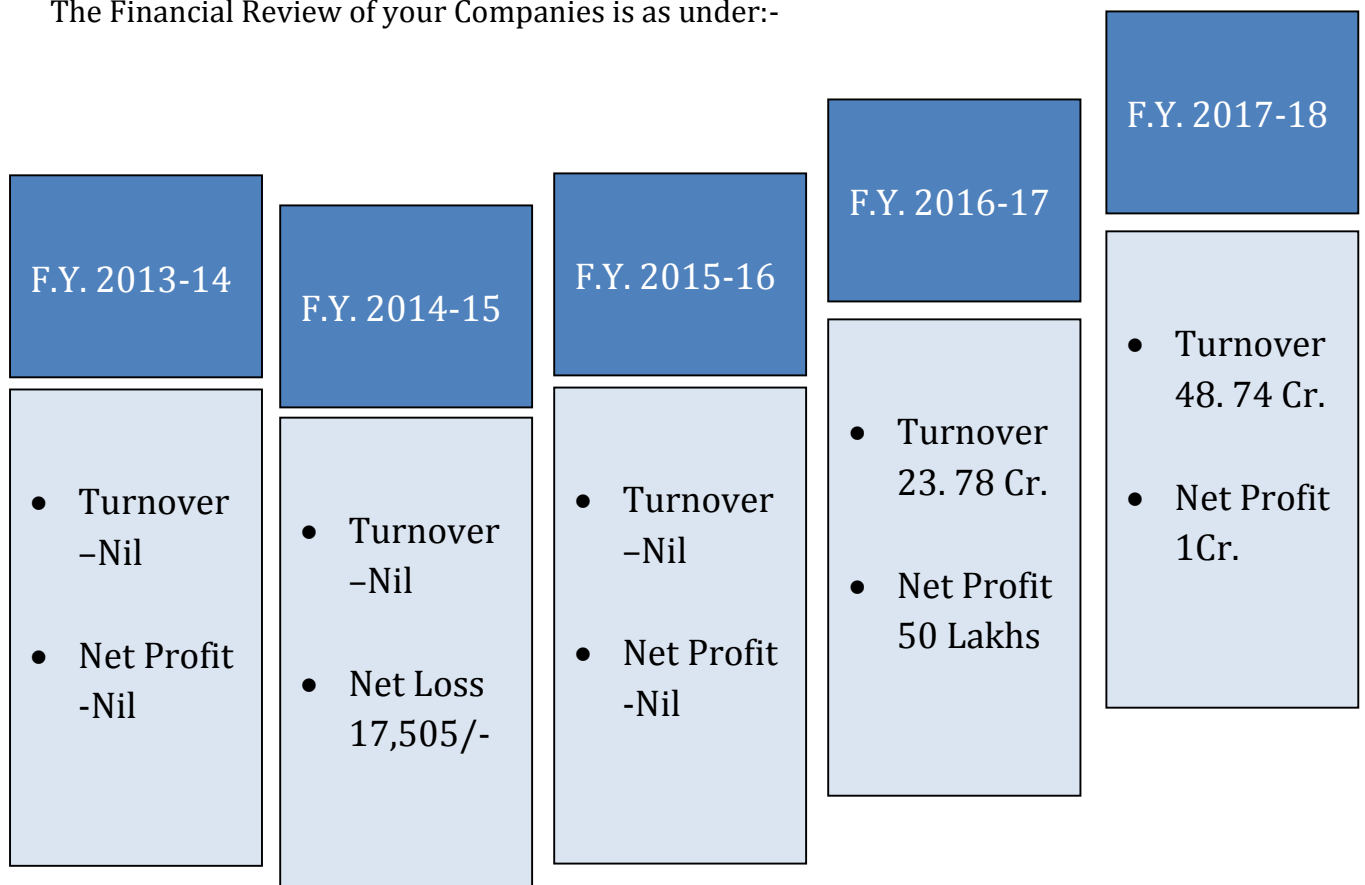 The Financial Review of your Companies is as under:-
F.Y. 2013-14
• Turnover
–Nil
• Net Profit
-Nil
F.Y. 2014-15
• Turnover
–Nil
• Net Loss
17,505/-
F.Y. 2015-16
• Turnover
–Nil
• Net Profit
-Nil
F.Y. 2016-17
• Turnover
23. 78 Cr.
• Net Profit
50 Lakhs
F.Y. 2017-18
• Turnover
48. 74 Cr.
• Net Profit
1Cr.